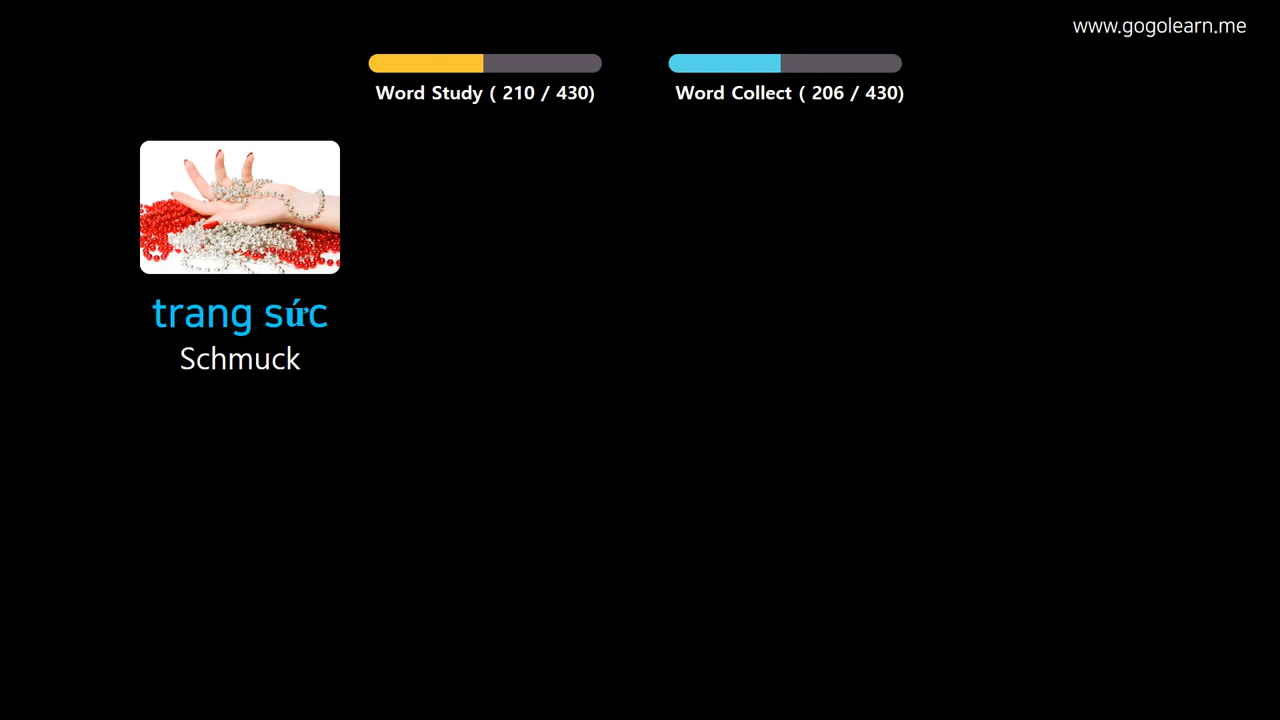 www.gogolearn.me
Word Study ( 210 / 430)
Word Collect ( 206 / 430)
trang sức
Schmuck